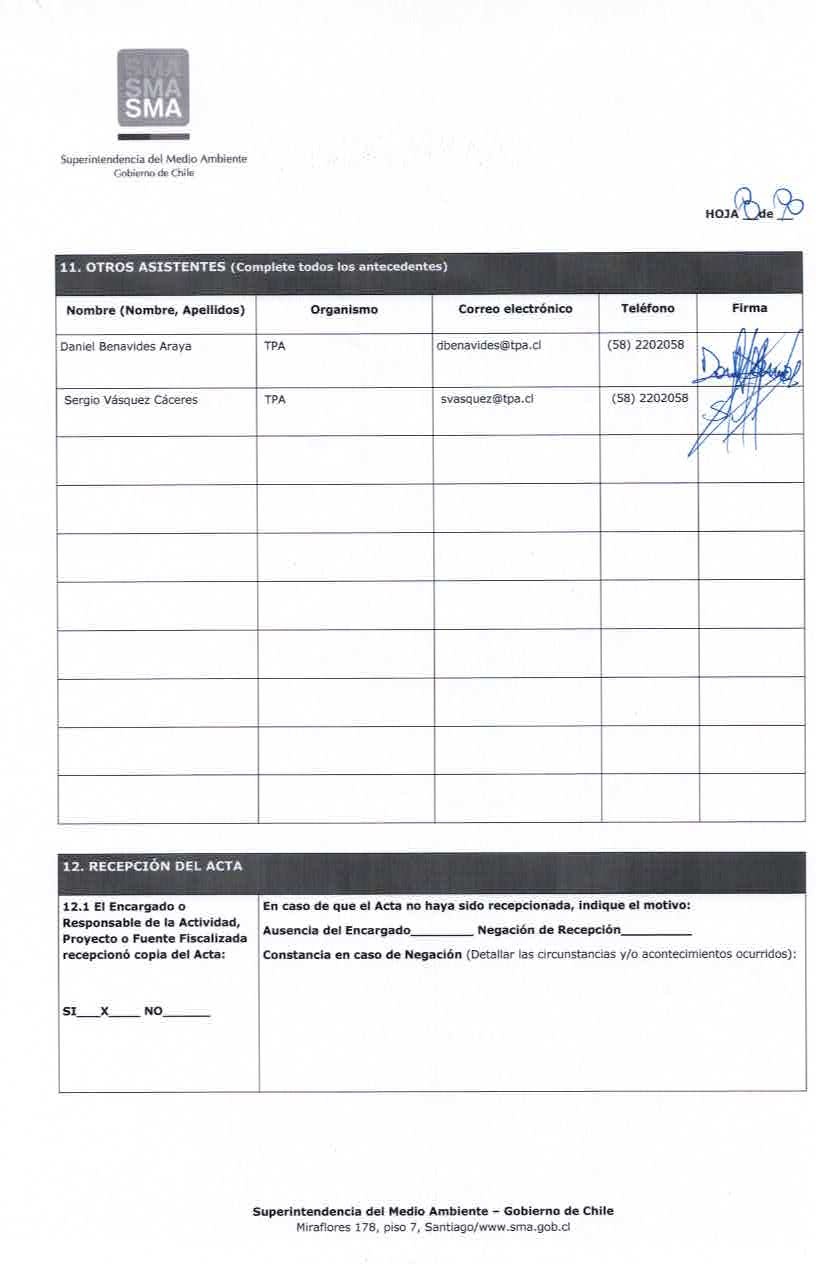 SMA
SMA
SMA
Superintendencia del Medio Ambiente
Gobierno de Chile
HOJA de
11. OTROS ASISTENTES (Complete todos los antecedentes)
Nombre (Nombre, Apellidos) Organismo Correo electrónico Teléfono Firma
Daniel Benavides Araya TPA dbenavides@tpa.cl (58) 2202058
Sergio Vásquez Cáceres TPA svasquez@tpa.cl (58) 2202058
12. RECEPCIÓN DEL ACTA
12.1 El Encargado o
Responsable de la Actividad,
Proyecto o Fuente Fiscalizada
recepcionó copia del Acta:
SI___X____ NO______
En caso de que el Acta no haya sido recepcionada, indique el motivo:
Ausencia del Encargado________ Negación de Recepción_________
Constancia en caso de Negación (Detallar las circunstancias y/o acontecimientos ocurridos):
Superintendencia del Medio Ambiente – Gobierno de Chile
Miraflores 178, piso 7, Santiago/www.sma.gob.cl